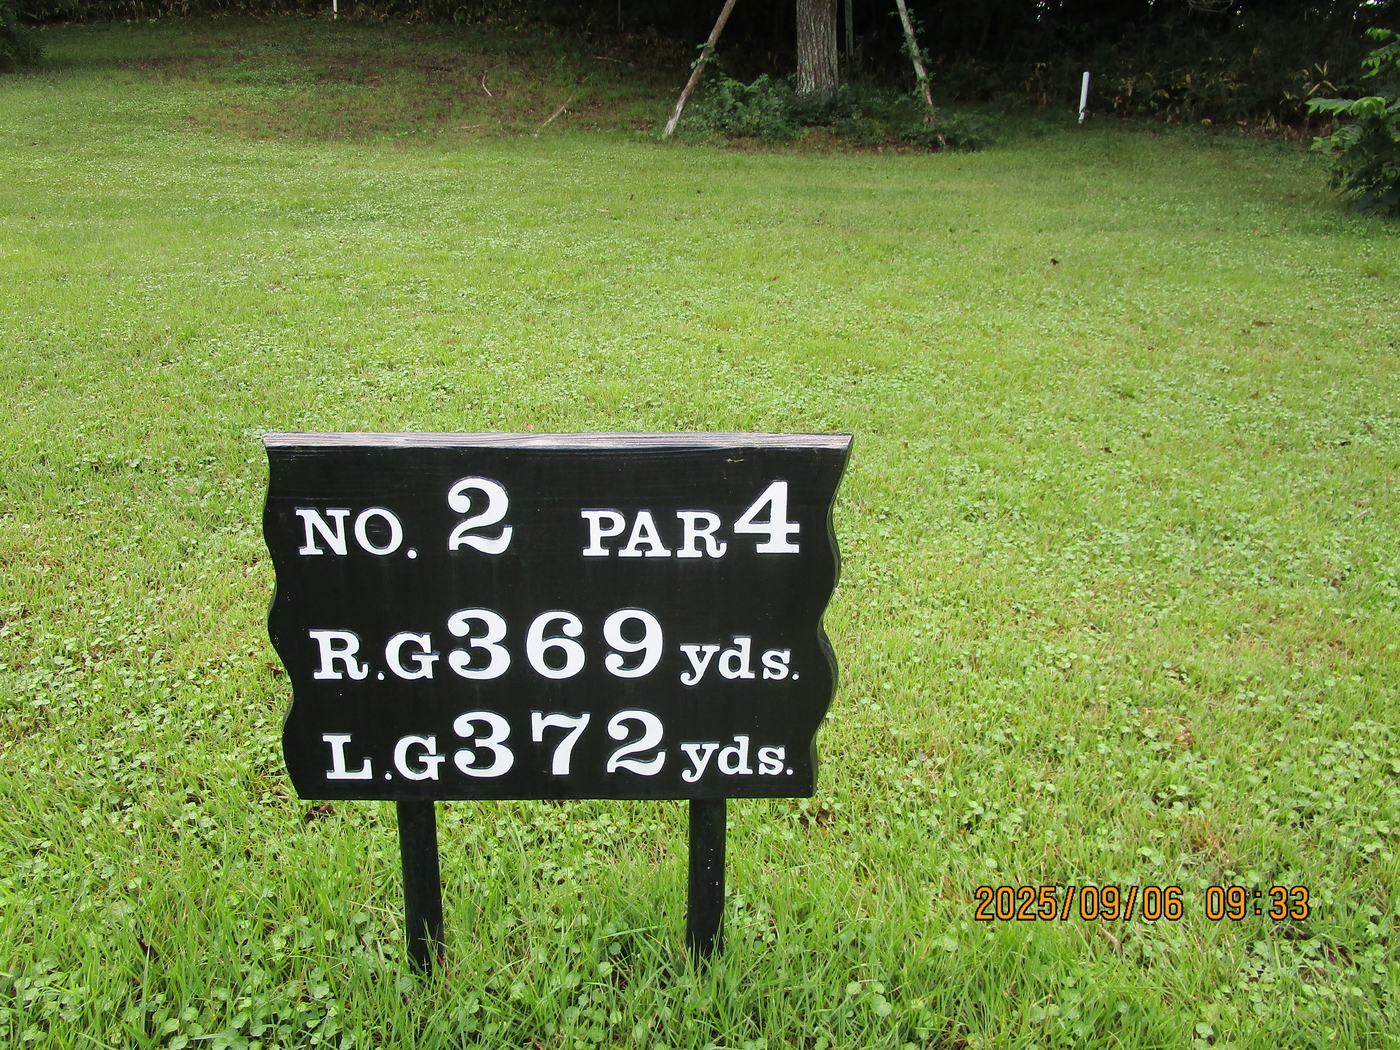 NO. 2 PAR 4
R.G 369 yds.
L.G 372 yds.
2025/09/06 09:33